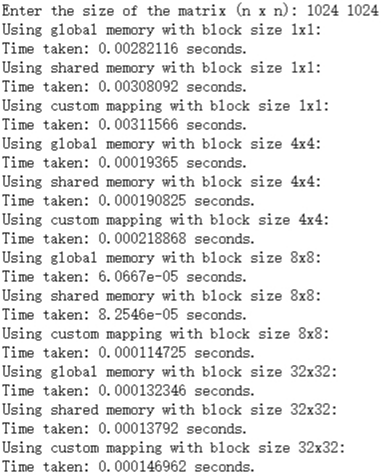 Enter the size of the matrix (n x n): 1024 1024
Using global memory with block size 1x1:
Time taken: 0.00282116 seconds.
Using shared memory with block size 1x1:
Time taken: 0.00308092 seconds.
Using custom mapping with block size 1x1:
Time taken: 0.00311566 seconds.
Using global memory with block size 4x4:
Time taken: 0.00019365 seconds.
Using shared memory with block size 4x4:
Time taken: 0.000190825 seconds.
Using custom mapping with block size 4x4:
Time taken: 0.000218868 seconds.
Using global memory with block size 8x8:
Time taken: 6.0667e-05 seconds.
Using shared memory with block size 8x8:
Time taken: 8.2546e-05 seconds.
Using custom mapping with block size 8x8:
Time taken: 0.000114725 seconds.
Using global memory with block size 32x32:
Time taken: 0.000132346 seconds.
Using shared memory with block size 32x32:
Time taken: 0.00013792 seconds.
Using custom mapping with block size 32x32:
Time taken: 0.000146962 seconds.